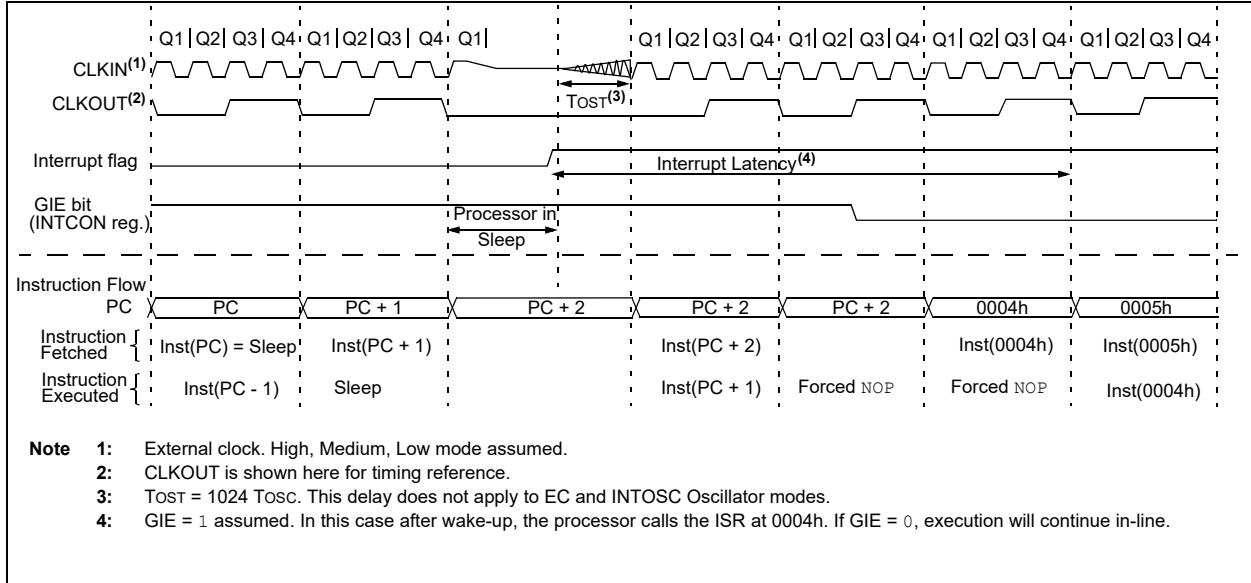 Q1 Q2 Q3 Q4 Q1 Q2 Q3 Q4 Q1 Q1 Q2 Q3 Q4 Q1 Q2 Q3 Q4 Q1 Q2 Q3 Q4 Q1 Q2 Q3 Q4
CLKIN(1)
CLKOUT(2)
TOST(3)
Interrupt flag
Interrupt Latency(4)
GIE bit
(INTCON reg.)
Processor in
Sleep
Instruction Flow
PC PC PC + 1 PC + 2 PC + 2 PC + 2 0004h 0005h
Instruction
Fetched
Inst(PC) = Sleep Inst(PC + 1) Inst(PC + 2) Inst(0004h) Inst(0005h)
Instruction
Executed
Inst(PC - 1) Sleep Inst(PC + 1) Forced NOP Forced NOP Inst(0004h)
Note 1: External clock. High, Medium, Low mode assumed.
2: CLKOUT is shown here for timing reference.
3: TOST = 1024 TOSC. This delay does not apply to EC and INTOSC Oscillator modes.
4: GIE = 1 assumed. In this case after wake-up, the processor calls the ISR at 0004h. If GIE = 0, execution will continue in-line.